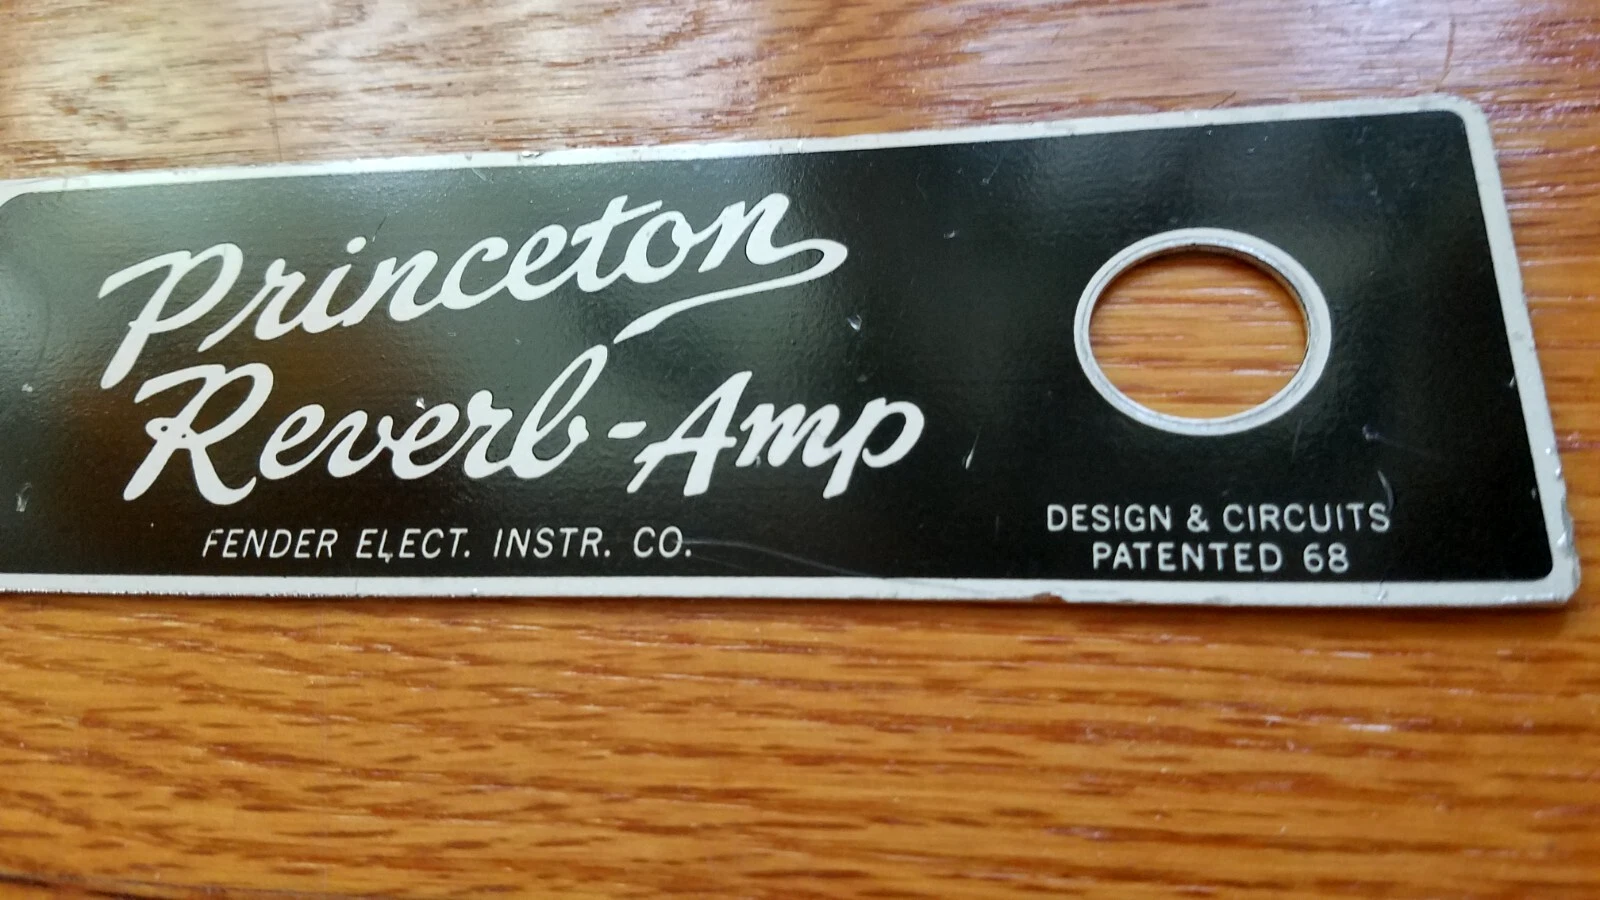 Princeton
Reverb-Amp
FENDER ELECT. INSTR. CO.
DESIGN & CIRCUITS
PATENTED 68